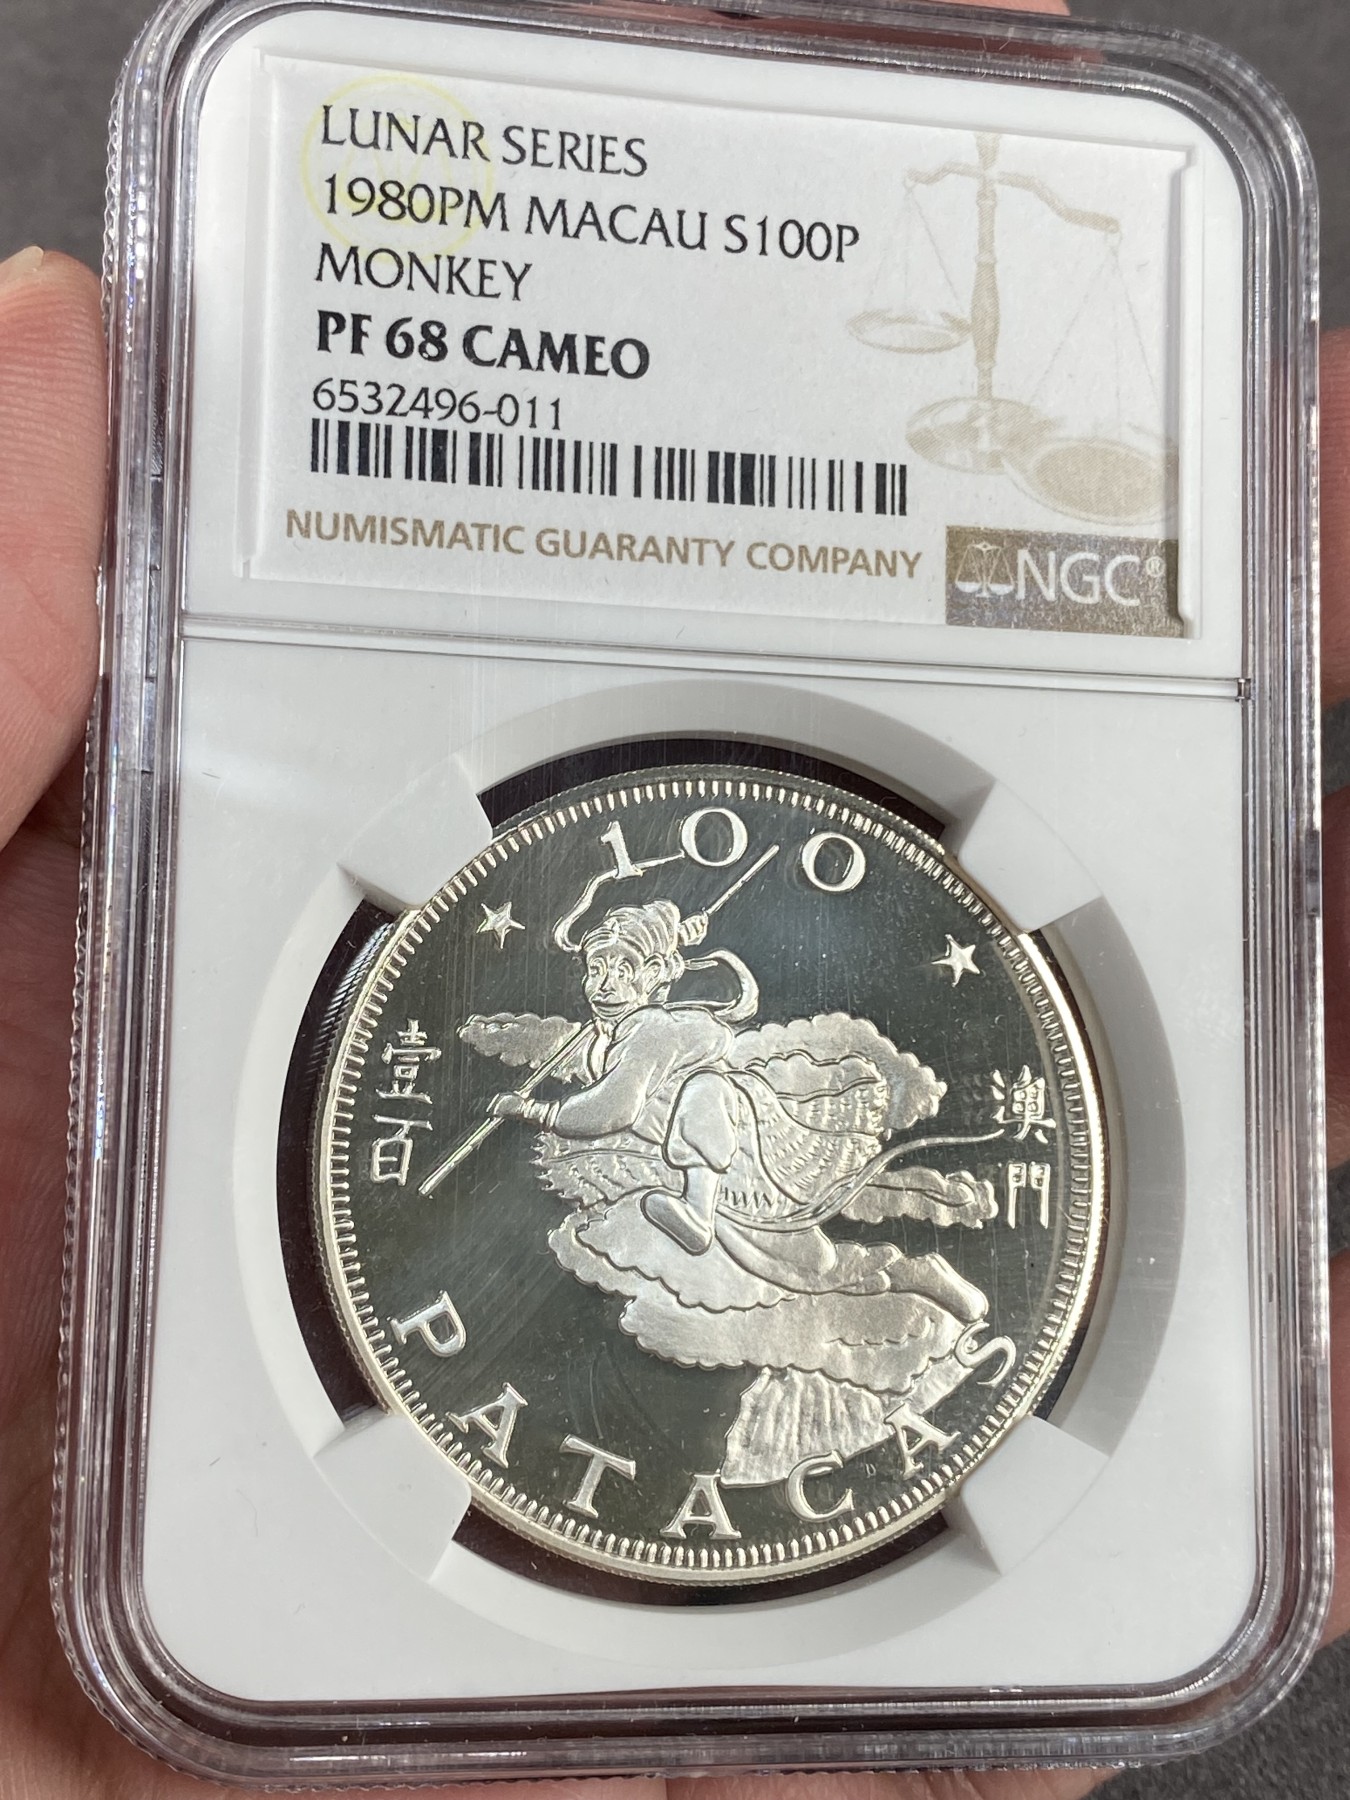 LUNAR SERIES
1980PM MACAU S100P
MONKEY
PF 68 CAMEO
6532496-011
NUMISMATIC GUARANTY COMPANY
NGC®
100
壹百
澳門
PATACAS